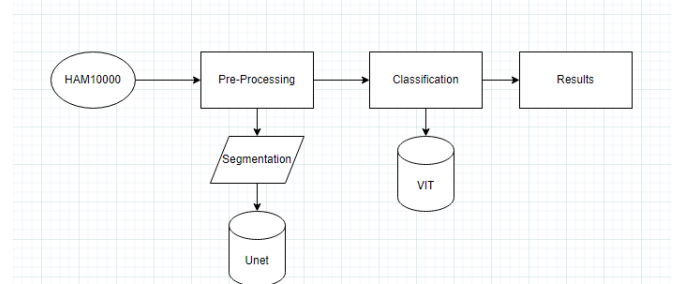 HAM10000
Pre-Processing
Classification
Results
Segmentation
VIT
Unet